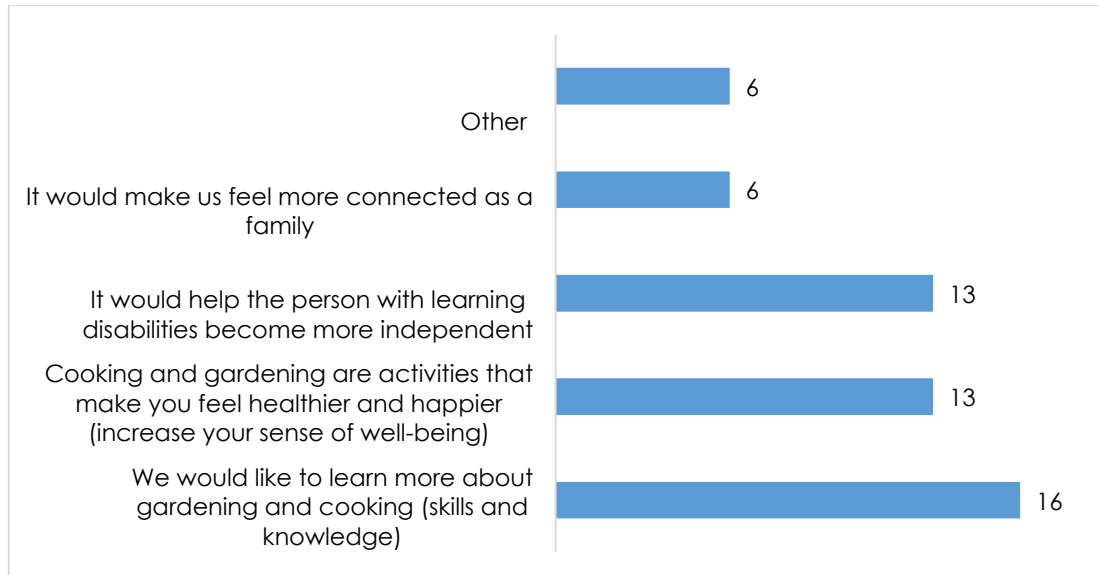 6
Other
6
It would make us feel more connected as a
family
13
It would help the person with learning
disabilities become more independent
Cooking and gardening are activities that
13
make you feel healthier and happier
(increase your sense of well-being)
We would like to learn more about
16
gardening and cooking (skills and
knowledge)